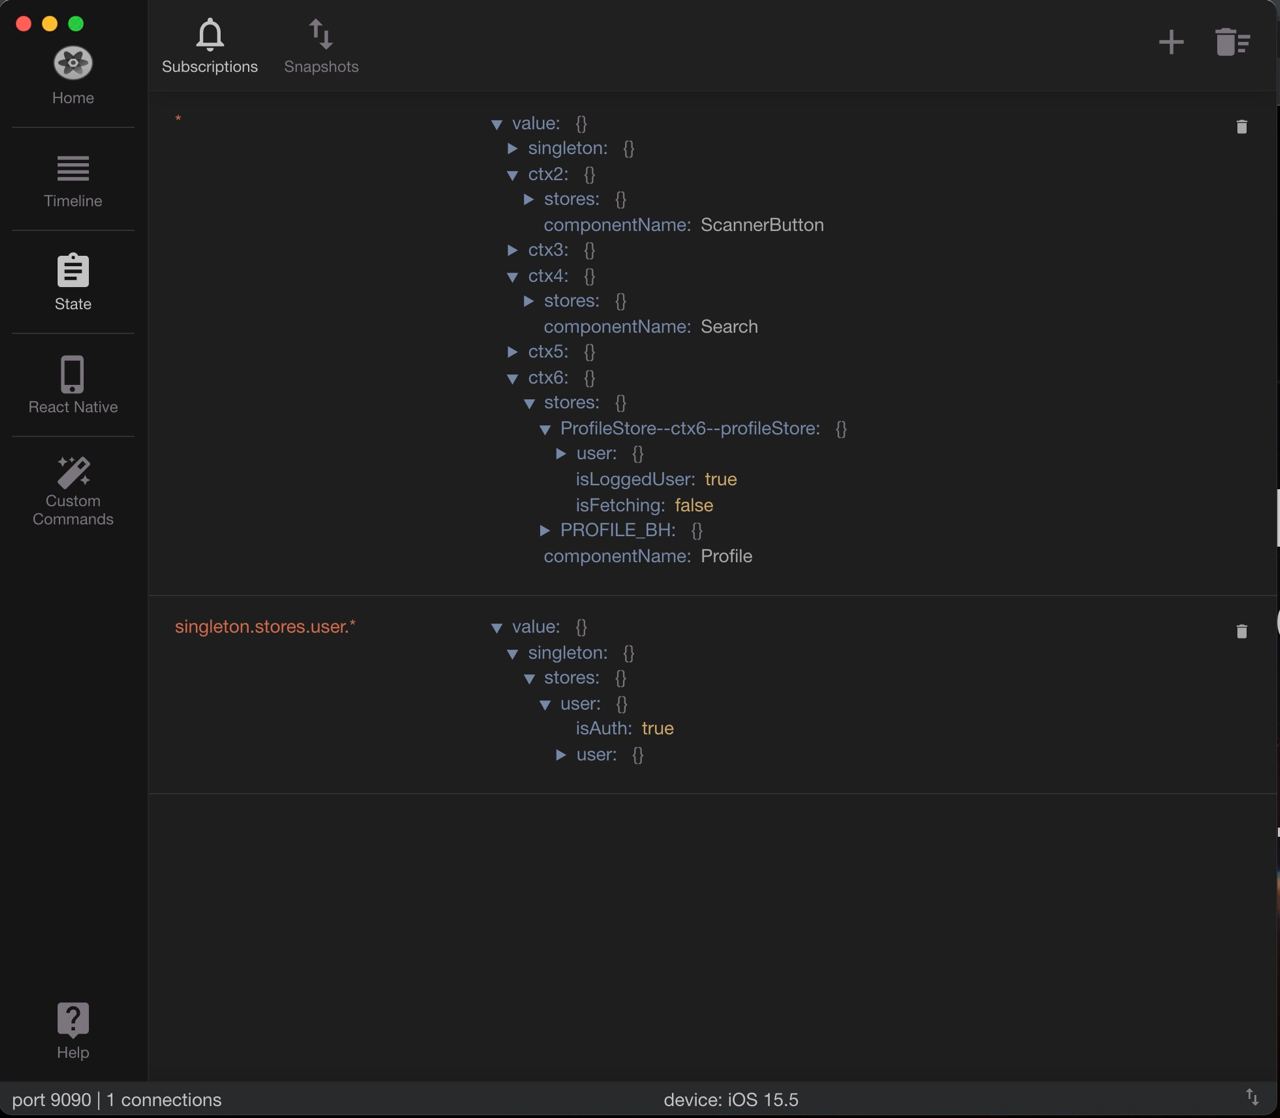 Home
Timeline
State
React Native
Custom
Commands
Help
Subscriptions
Snapshots
*
value: {}
singleton: {}
ctx2: {}
stores: {}
componentName: ScannerButton
ctx3: {}
ctx4: {}
stores: {}
componentName: Search
ctx5: {}
ctx6: {}
stores: {}
ProfileStore--ctx6--profileStore: {}
user: {}
isLoggedUser: true
isFetching: false
PROFILE_BH: {}
componentName: Profile
singleton.stores.user.*
value: {}
singleton: {}
stores: {}
user: {}
isAuth: true
user: {}
port 9090 | 1 connections
device: iOS 15.5